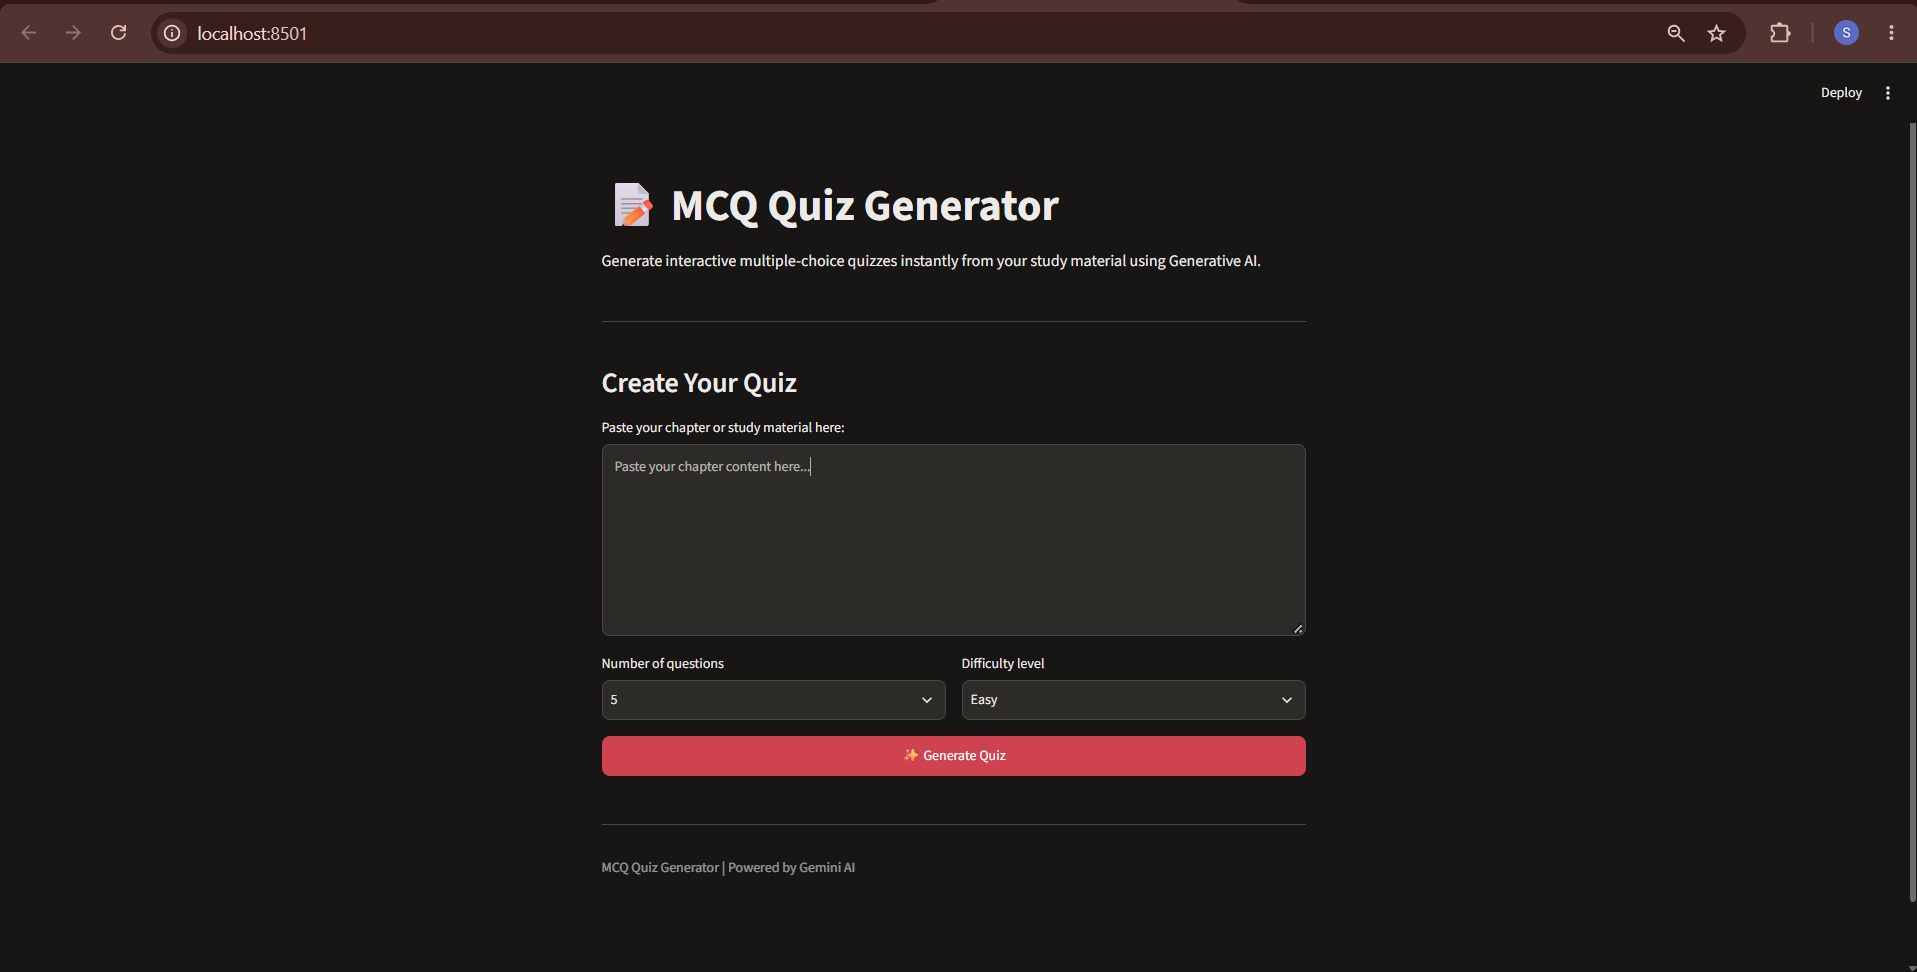 localhost:8501
S
Deploy
MCQ Quiz Generator
Generate interactive multiple-choice quizzes instantly from your study material using Generative AI.
Create Your Quiz
Paste your chapter or study material here:
Paste your chapter content here...
Number of questions Difficulty level
5 Easy
✨ Generate Quiz
MCQ Quiz Generator | Powered by Gemini AI